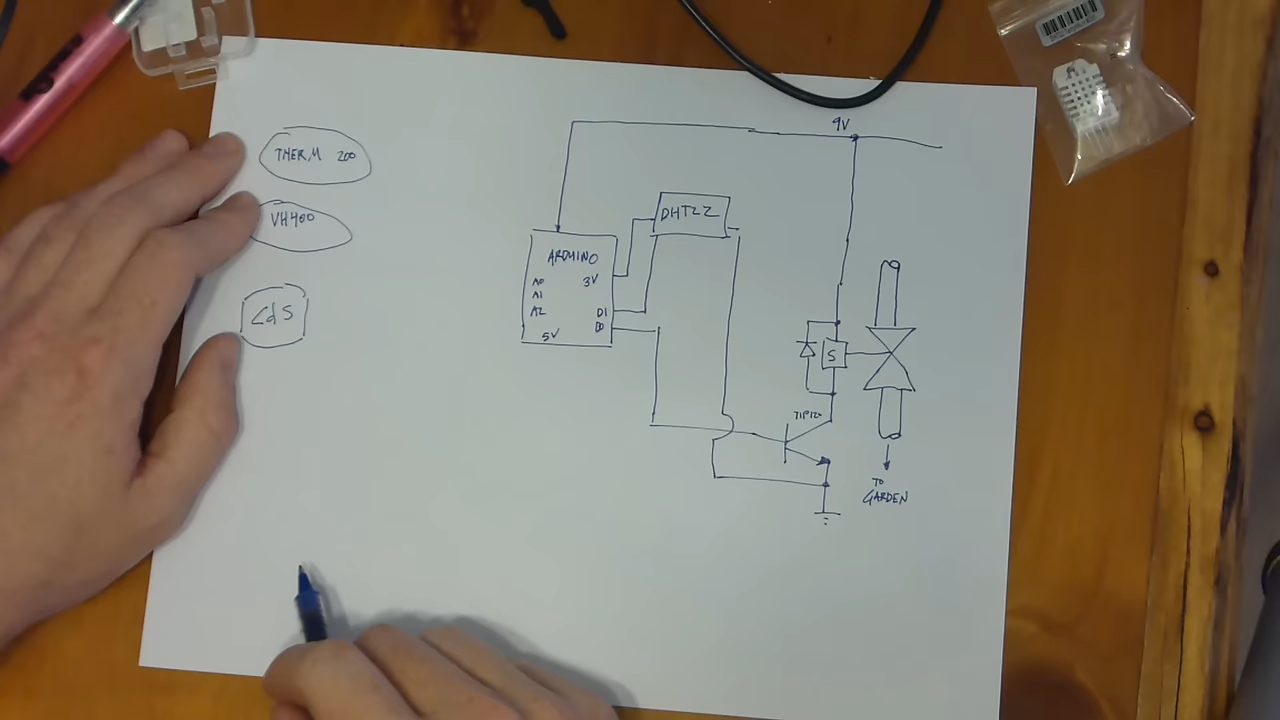 THERM 200
VH400
CdS
9V
DHT22
ARDUINO
A0 3V
A1
A2 D1
D0
5V
S
TIP120
TO
GARDEN